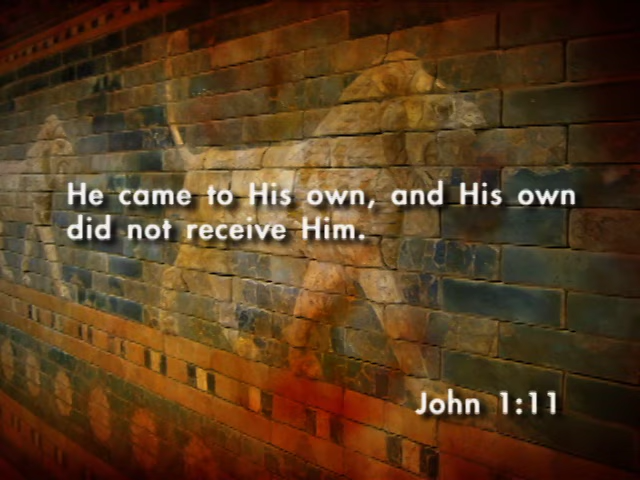 He came to His own, and His own
did not receive Him.
John 1:11